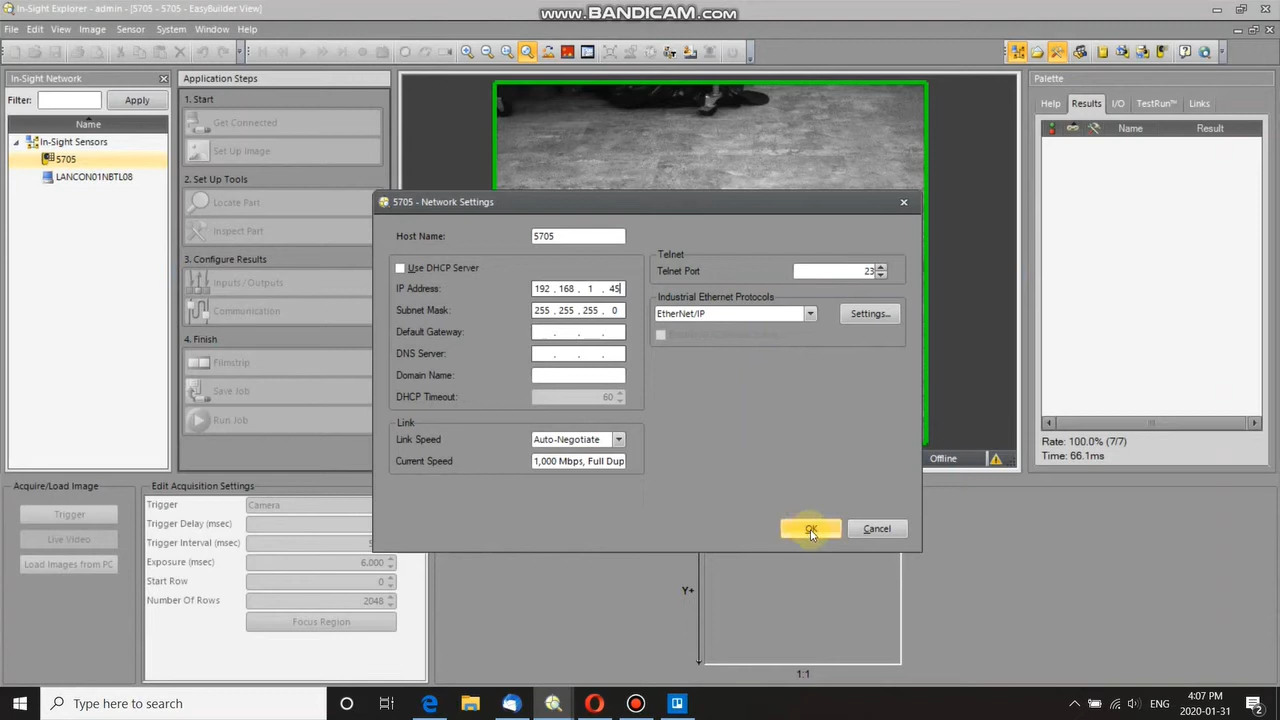 In-Sight Explorer - admin - [5705 - 5705 - EasyBuilder View]
www.BANDICAM.com
File Edit View Image Sensor System Window Help
In-Sight Network
Filter: Apply
Name
In-Sight Sensors
5705
LANCON01NBTL08
Application Steps
1. Start
Get Connected
Set Up Image
2. Set Up Tools
Locate Part
Inspect Part
3. Configure Results
Inputs / Outputs
Communication
4. Finish
Filmstrip
Save Job
Run Job
5705 - Network Settings
Host Name: 5705
Use DHCP Server
IP Address: 192 . 168 . 1 . 45
Subnet Mask: 255 . 255 . 255 . 0
Default Gateway: . . .
DNS Server: . . .
Domain Name:
DHCP Timeout: 60
Link
Link Speed Auto-Negotiate
Current Speed 1,000 Mbps, Full Dup
Telnet
Telnet Port 23
Industrial Ethernet Protocols
EtherNet/IP Settings...
OK Cancel
Palette
Help Results I/O TestRun™ Links
Name Result
Rate: 100.0% (7/7)
Time: 66.1ms
Offline
Acquire/Load Image
Trigger
Live Video
Load Images from PC
Edit Acquisition Settings
Trigger Camera
Trigger Delay (msec)
Trigger Interval (msec) 5
Exposure (msec) 6.000
Start Row 0
Number Of Rows 2048
Focus Region
Y+
1:1
Type here to search
ENG
4:07 PM
2020-01-31
2